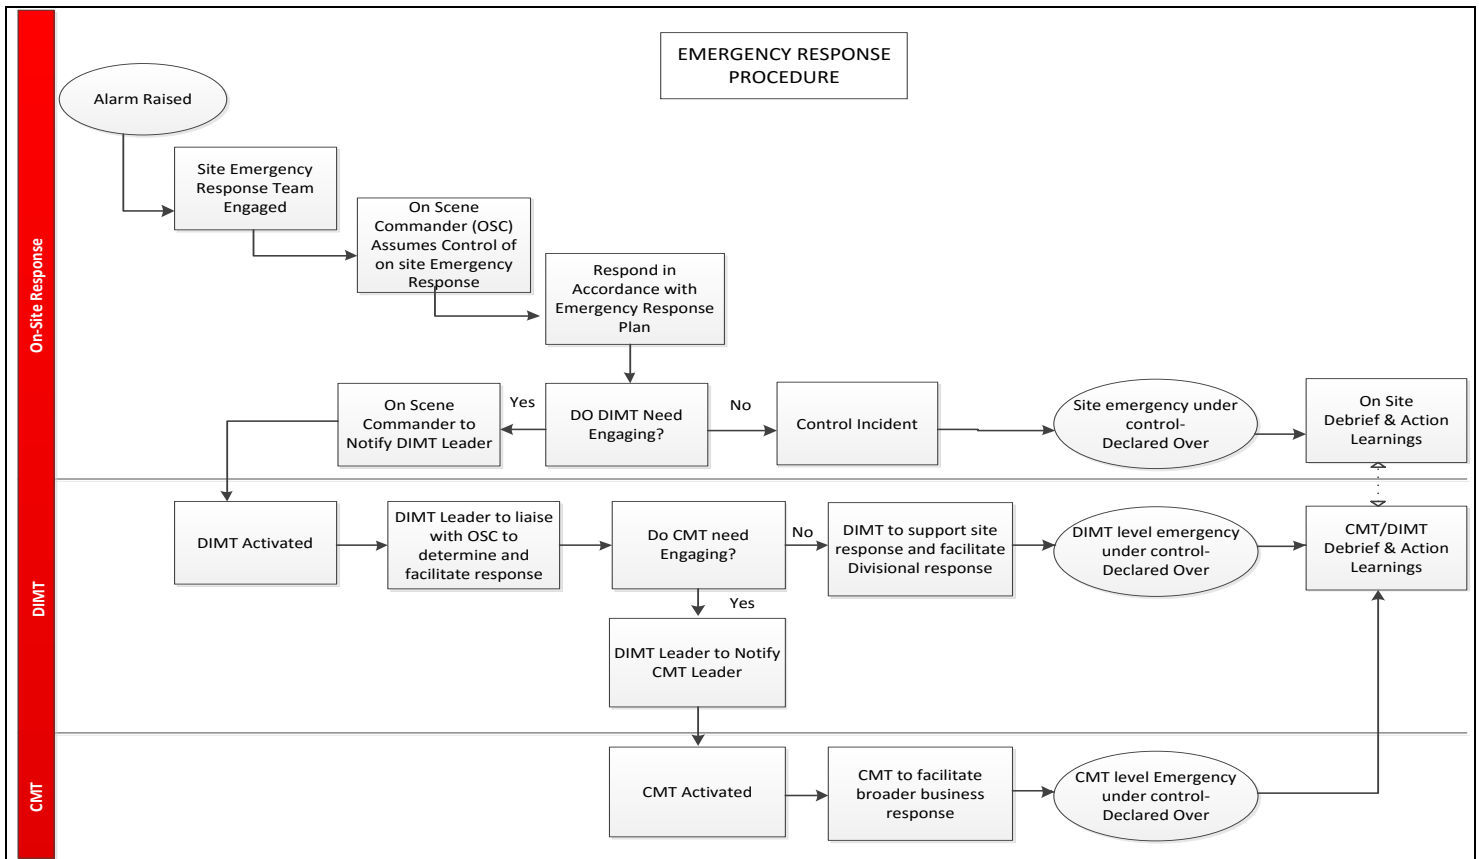 EMERGENCY RESPONSE
PROCEDURE
Alarm Raised
Site Emergency
Response Team
Engaged
On Scene
Commander (OSC)
Assumes Control of
on site Emergency
Response
Respond in
Accordance with
Emergency Response
Plan
On-Site Response
On Scene
Commander to
Notify DIMT Leader
Yes
DO DIMT Need
Engaging?
No
Control Incident
Site emergency under
control-
Declared Over
On Site
Debrief & Action
Learnings
DIMT
DIMT Activated
DIMT Leader to liaise
with OSC to
determine and
facilitate response
Do CMT need
Engaging?
No
DIMT to support site
response and facilitate
Divisional response
DIMT level emergency
under control-
Declared Over
CMT/DIMT
Debrief & Action
Learnings
Yes
DIMT Leader to Notify
CMT Leader
CMT
CMT Activated
CMT to facilitate
broader business
response
CMT level Emergency
under control-
Declared Over